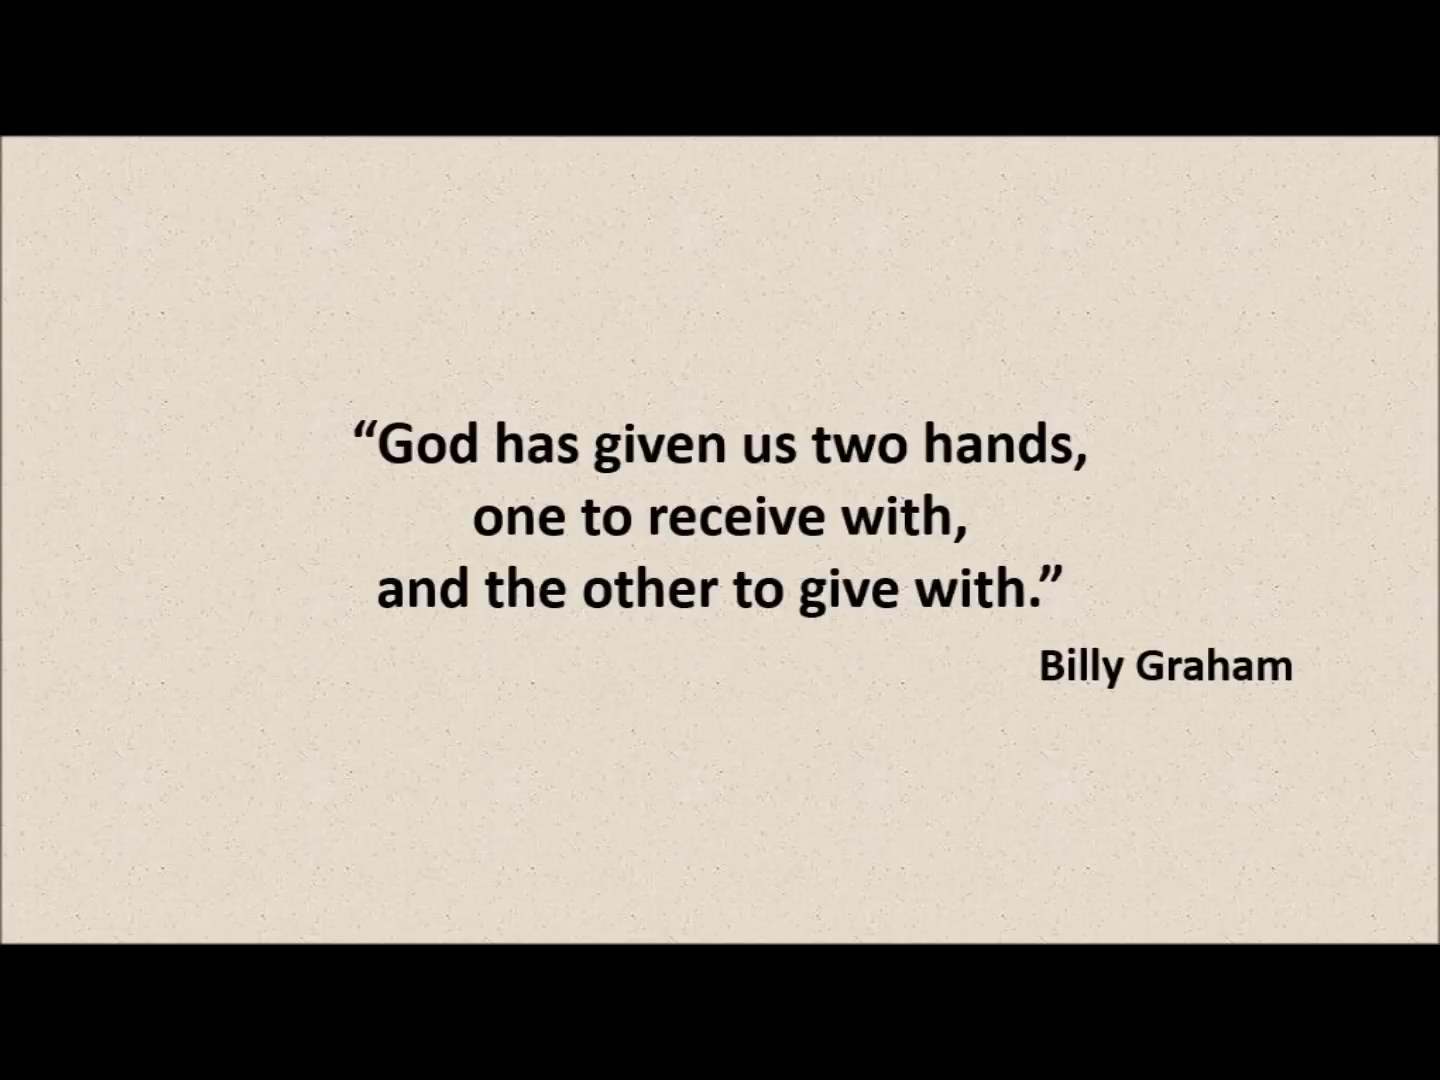 “God has given us two hands,
one to receive with,
and the other to give with.”
Billy Graham